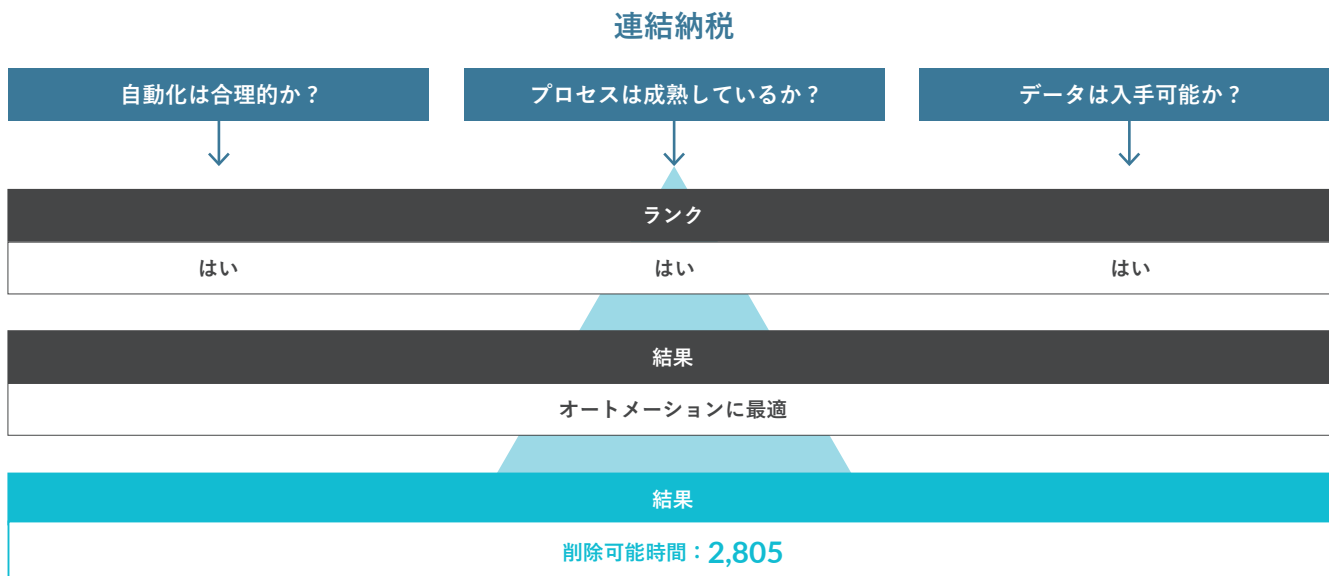 連結納税
自動化は合理的か？
プロセスは成熟しているか？
データは入手可能か？
ランク
はい
はい
はい
結果
オートメーションに最適
結果
削除可能時間：2,805